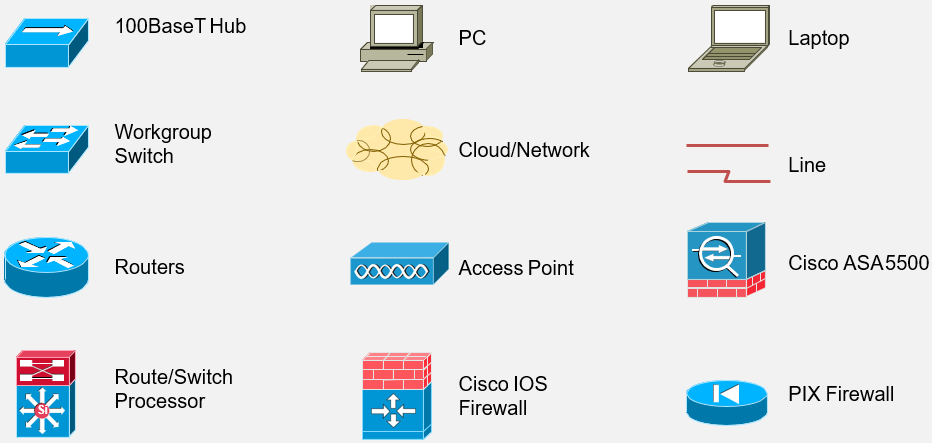 100BaseT Hub
PC
Laptop
Workgroup
Switch
Cloud/Network
Line
Routers
Access Point
Cisco ASA5500
Route/Switch
Processor
Si
Cisco IOS
Firewall
PIX Firewall